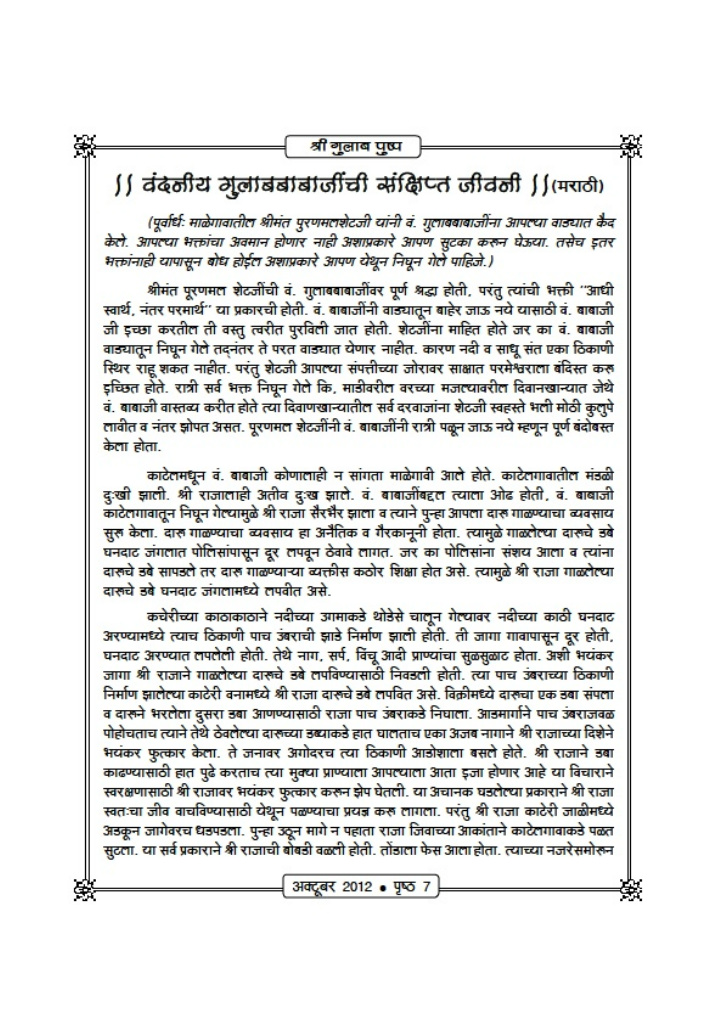 श्री गुलाब पुष्प
|| वंदनीय गुलाबबाबाजींची संक्षिप्त जीवनी ||(मराठी)
(पूर्वार्ध: माळेगावातील श्रीमंत पुरणमलशेटजी यांनी वं. गुलाबबाबाजींना आपल्या वाड्यात कैद
केले. आपल्या भक्तांचा अवमान होणार नाही अशाप्रकारे आपण सुटका करून घेऊया. तसेच इतर
भक्तांनाही यापासून बोध होईल अशाप्रकारे आपण येथून निघून गेले पाहिजे.)
श्रीमंत पूरणमल शेटजींची वं. गुलाबबाबाजींवर पूर्ण श्रद्धा होती, परंतु त्यांची भक्ती "आधी
स्वार्थ, नंतर परमार्थ" या प्रकारची होती. वं. बाबाजींनी वाड्यातून बाहेर जाऊ नये यासाठी वं. बाबाजी
जी इच्छा करतील ती वस्तु त्वरीत पुरविली जात होती. शेटजींना माहित होते जर का वं. बाबाजी
वाड्यातून निघून गेले तद्नंतर ते परत वाड्यात येणार नाहीत. कारण नदी व साधू संत एका ठिकाणी
स्थिर राहू शकत नाहीत. परंतु शेटजी आपल्या संपत्तीच्या जोरावर साक्षात परमेश्वराला बंदिस्त करू
इच्छित होते. रात्री सर्व भक्त निघून गेले कि, माडीवरील वरच्या मजल्यावरील दिवानखान्यात जेथे
वं. बाबाजी वास्तव्य करीत होते त्या दिवाणखान्यातील सर्व दरवाजांना शेटजी स्वहस्ते भली मोठी कुलुपे
लावीत व नंतर झोपत असत. पूरणमल शेटजींनी वं. बाबाजींनी रात्री पळून जाऊ नये म्हणून पूर्ण बंदोबस्त
केला होता.
काटेलमधून वं. बाबाजी कोणालाही न सांगता माळेगावी आले होते. काटेलगावातील मंडळी
दुःखी झाली. श्री राजालाही अतीव दुःख झाले. वं. बाबाजींबद्दल त्याला ओढ होती, वं. बाबाजी
काटेलगावातून निघून गेल्यामुळे श्री राजा सैरभैर झाला व त्याने पुन्हा आपला दारु गाळण्याचा व्यवसाय
सुरु केला. दारु गाळण्याचा व्यवसाय हा अनैतिक व गैरकानूनी होता. त्यामुळे गाळलेल्या दारुचे डबे
घनदाट जंगलात पोलिसांपासून दूर लपवून ठेवावे लागत. जर का पोलिसांना संशय आला व त्यांना
दारुचे डबे सापडले तर दारु गाळण्याऱ्या व्यक्तीस कठोर शिक्षा होत असे. त्यामुळे श्री राजा गाळलेल्या
दारुचे डबे घनदाट जंगलामध्ये लपवीत असे.
कचेरीच्या काठाकाठाने नदीच्या उगमाकडे थोडेसे चालून गेल्यावर नदीच्या काठी घनदाट
अरण्यामध्ये त्याच ठिकाणी पाच उंबराची झाडे निर्माण झाली होती. ती जागा गावापासून दूर होती,
घनदाट अरण्यात लपलेली होती. तेथे नाग, सर्प, विंचू आदी प्राण्यांचा सुळसुळाट होता. अशी भयंकर
जागा श्री राजाने गाळलेल्या दारुचे डबे लपविण्यासाठी निवडली होती. त्या पाच उंबराच्या ठिकाणी
निर्माण झालेल्या काटेरी वनामध्ये श्री राजा दारुचे डबे लपवित असे. विक्रीमध्ये दारुचा एक डबा संपला
व दारुने भरलेला दुसरा डबा आणण्यासाठी राजा पाच उंबराकडे निघाला. आडमार्गाने पाच उंबराजवळ
पोहोचताच त्याने तेथे ठेवलेल्या दारुच्या डब्याकडे हात घालताच एका अजब नागाने श्री राजाच्या दिशेने
भयंकर फुत्कार केला. ते जनावर अगोदरच त्या ठिकाणी आडोशाला बसले होते. श्री राजाने डबा
काढण्यासाठी हात पुढे करताच त्या मुक्या प्राण्याला आपल्याला आता इजा होणार आहे या विचाराने
स्वरक्षणासाठी श्री राजावर भयंकर फुत्कार करून झेप घेतली. या अचानक घडलेल्या प्रकाराने श्री राजा
स्वतःचा जीव वाचविण्यासाठी येथून पळण्याचा प्रयत्न करू लागला. परंतु श्री राजा काटेरी जाळीमध्ये
अडकून जागेवरच धडपडला. पुन्हा उठून मागे न पहाता राजा जिवाच्या आकांताने काटेलगावाकडे पळत
सुटला. या सर्व प्रकाराने श्री राजाची बोबडी वळली होती. तोंडाला फेस आला होता. त्याच्या नजरेसमोरून
अक्टूबर 2012 ● पृष्ठ 7